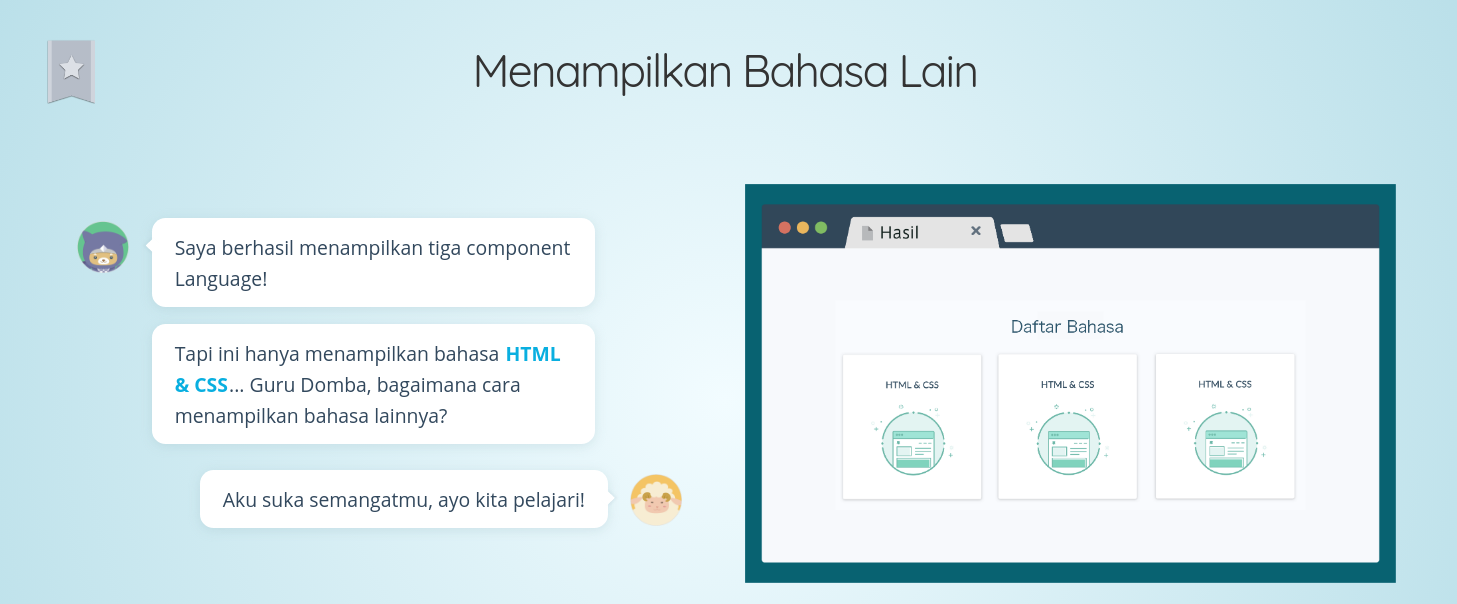 Menampilkan Bahasa Lain
Saya berhasil menampilkan tiga component
Language!
Tapi ini hanya menampilkan bahasa HTML
& CSS... Guru Domba, bagaimana cara
menampilkan bahasa lainnya?
Aku suka semangatmu, ayo kita pelajari!
Hasil
Daftar Bahasa
HTML & CSS
HTML & CSS
HTML & CSS